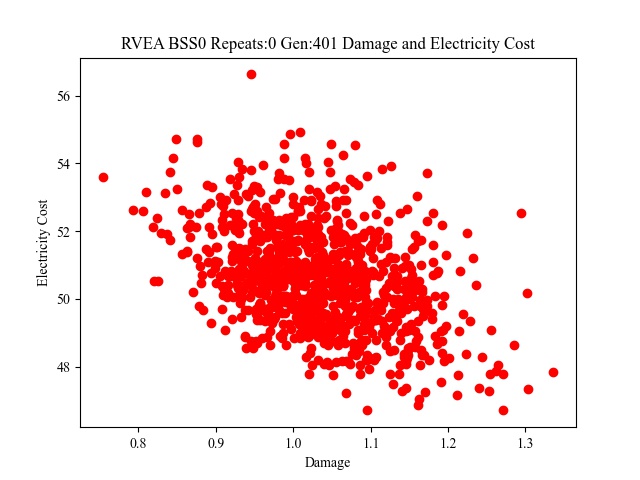 RVEA BSS0 Repeats:0 Gen:401 Damage and Electricity Cost
56
54
52
50
48
Electricity Cost
0.8 0.9 1.0 1.1 1.2 1.3
Damage